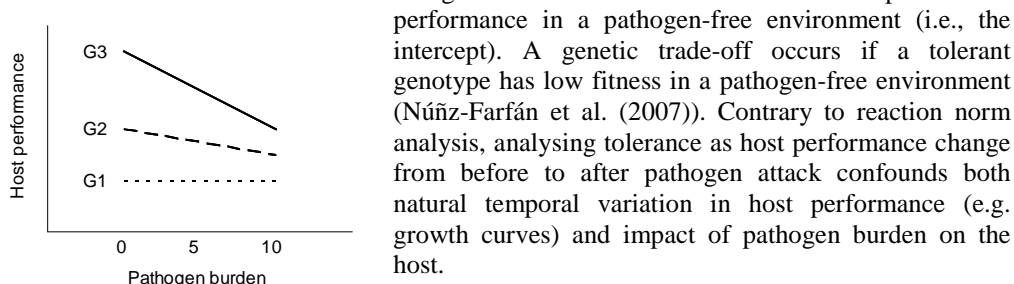 performance in a pathogen-free environment (i.e., the
intercept). A genetic trade-off occurs if a tolerant
genotype has low fitness in a pathogen-free environment
(Núñz-Farfán et al. (2007)). Contrary to reaction norm
analysis, analysing tolerance as host performance change
from before to after pathogen attack confounds both
natural temporal variation in host performance (e.g.
growth curves) and impact of pathogen burden on the
host.
Host performance
G3
G2
G1
0 5 10
Pathogen burden